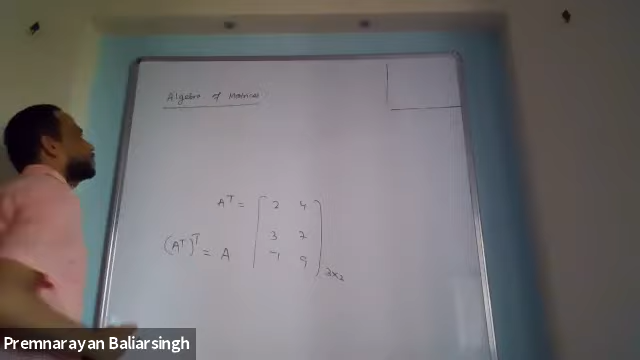 Algebra of Matrices
Aᵀ = [ 2 4
3 7
-1 9 ] 3x2
(Aᵀ)ᵀ = A
Premnarayan Baliarsingh